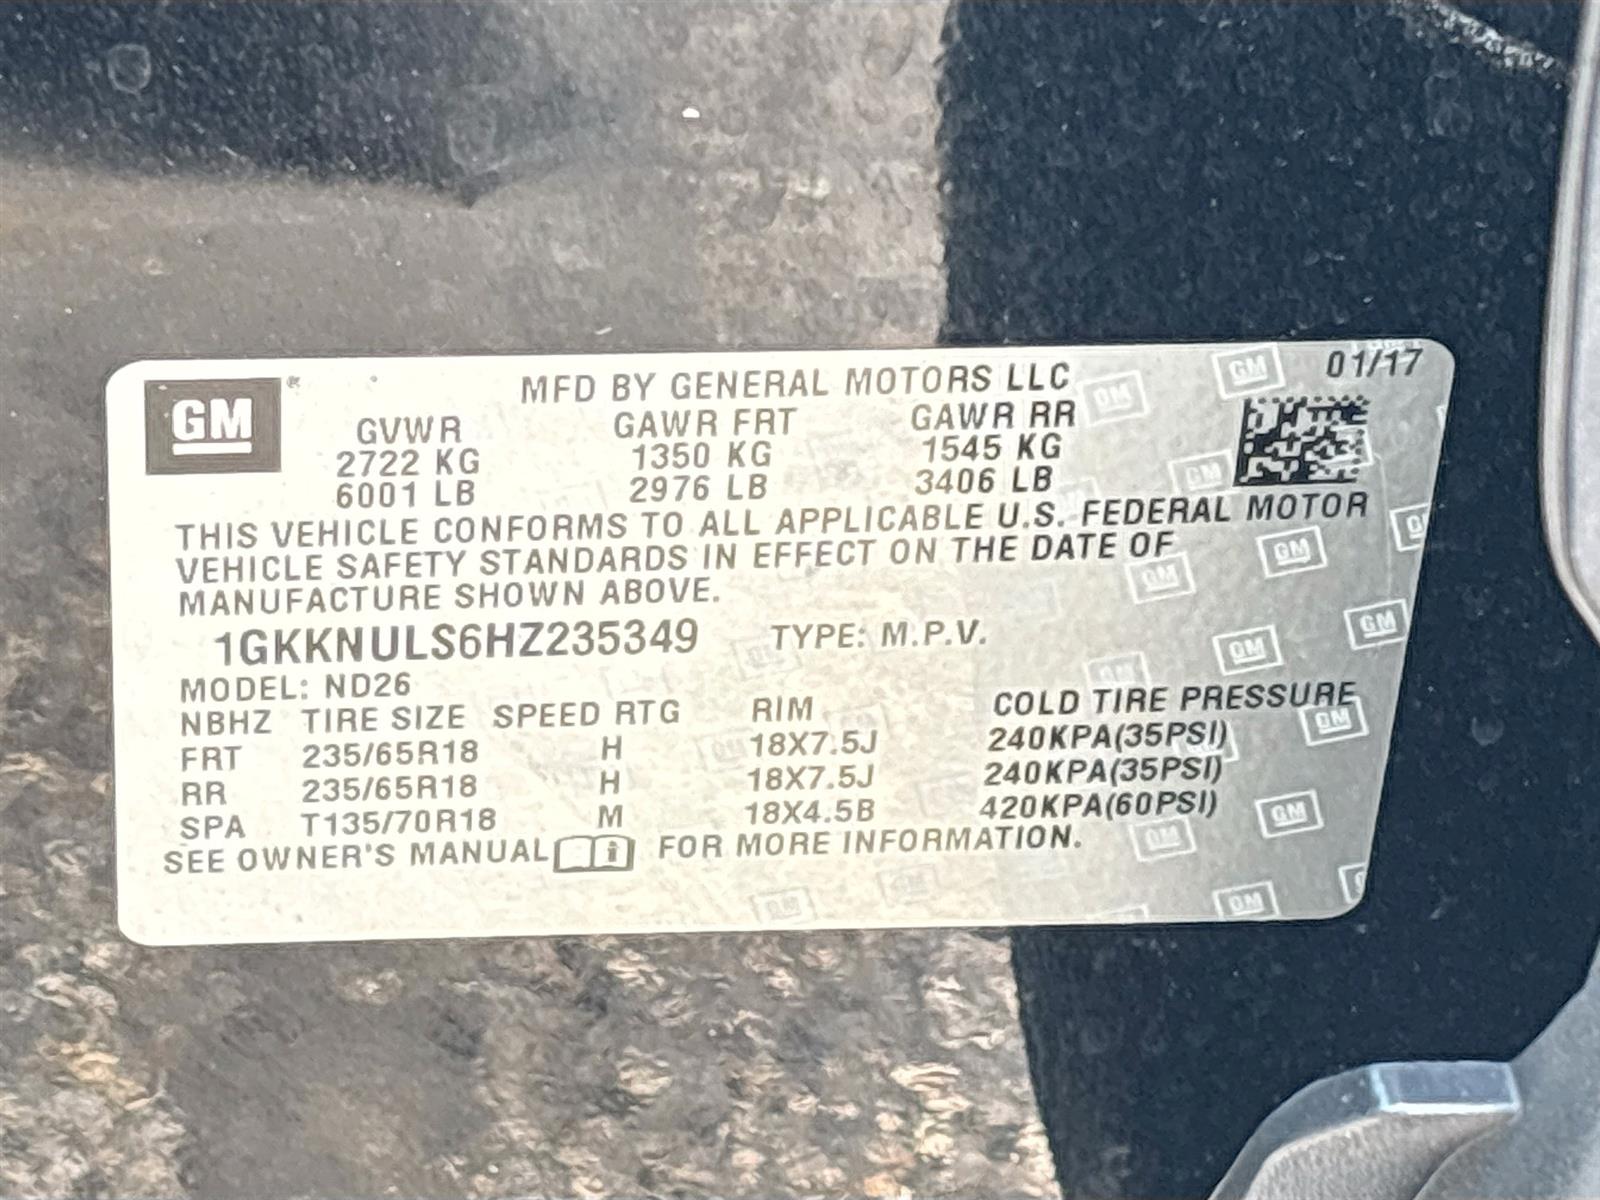 GM
MFD BY GENERAL MOTORS LLC 01/17
GVWR GAWR FRT GAWR RR
2722 KG 1350 KG 1545 KG
6001 LB 2976 LB 3406 LB
THIS VEHICLE CONFORMS TO ALL APPLICABLE U.S. FEDERAL MOTOR
VEHICLE SAFETY STANDARDS IN EFFECT ON THE DATE OF
MANUFACTURE SHOWN ABOVE.
1GKKNULS6HZ235349 TYPE: M.P.V.
MODEL: ND26
NBHZ TIRE SIZE SPEED RTG RIM COLD TIRE PRESSURE
FRT 235/65R18 H 18X7.5J 240KPA(35PSI)
RR 235/65R18 H 18X7.5J 240KPA(35PSI)
SPA T135/70R18 M 18X4.5B 420KPA(60PSI)
SEE OWNER'S MANUAL i FOR MORE INFORMATION.